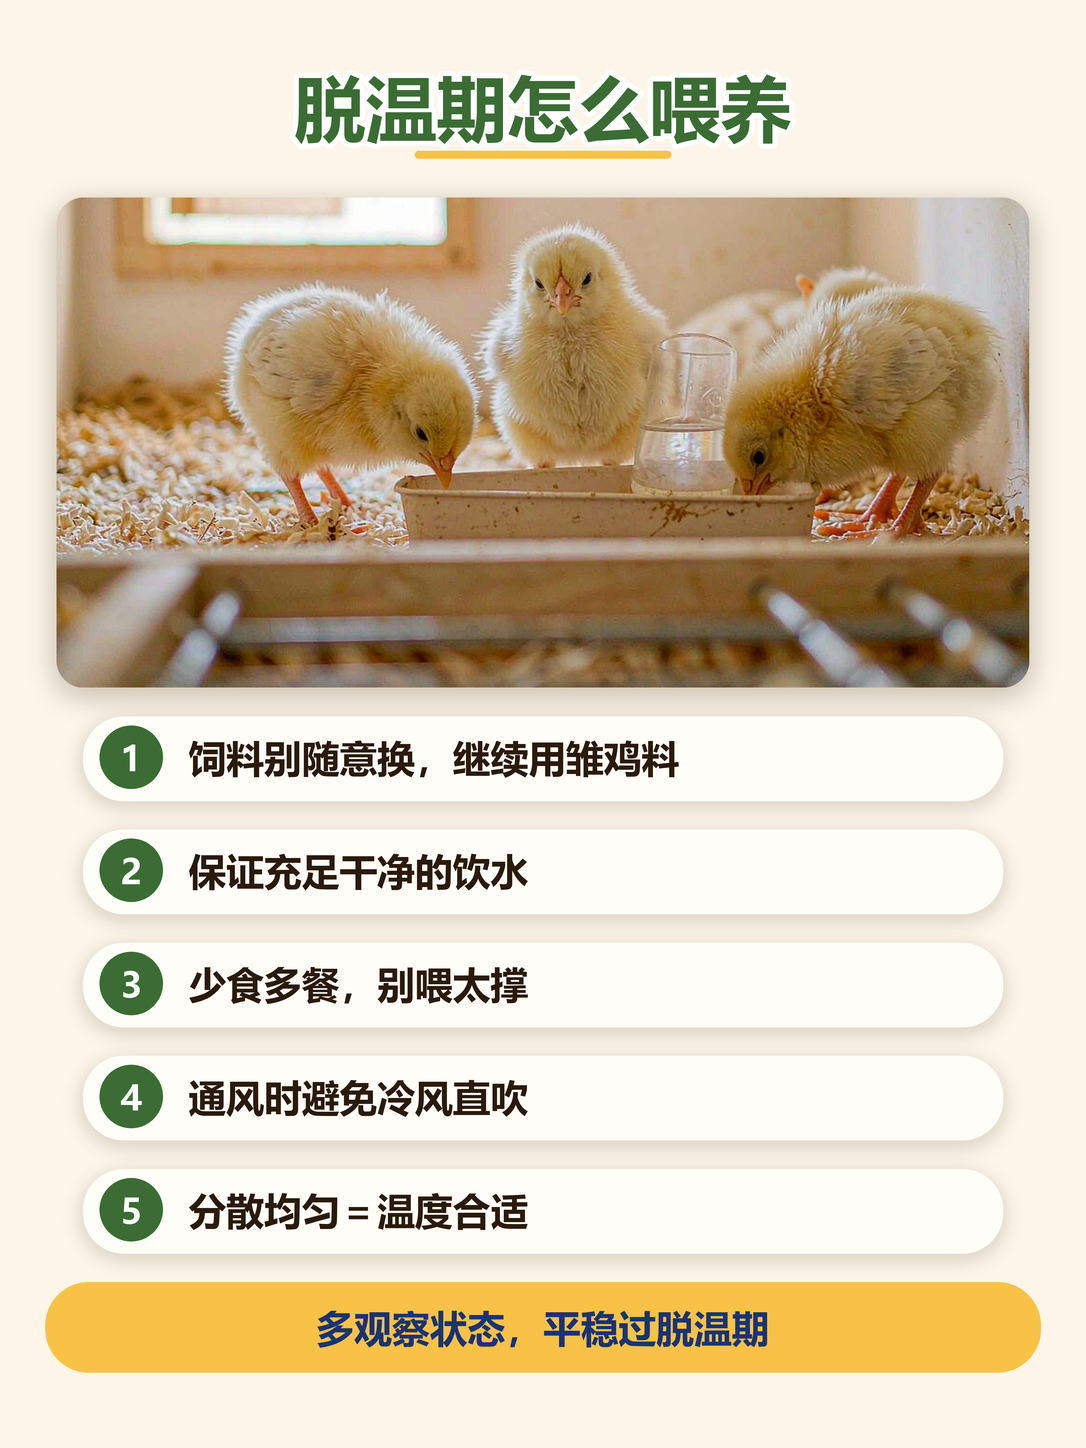 脱温期怎么喂养
1 饲料别随意换，继续用雏鸡料
2 保证充足干净的饮水
3 少食多餐，别喂太撑
4 通风时避免冷风直吹
5 分散均匀=温度合适
多观察状态，平稳过脱温期